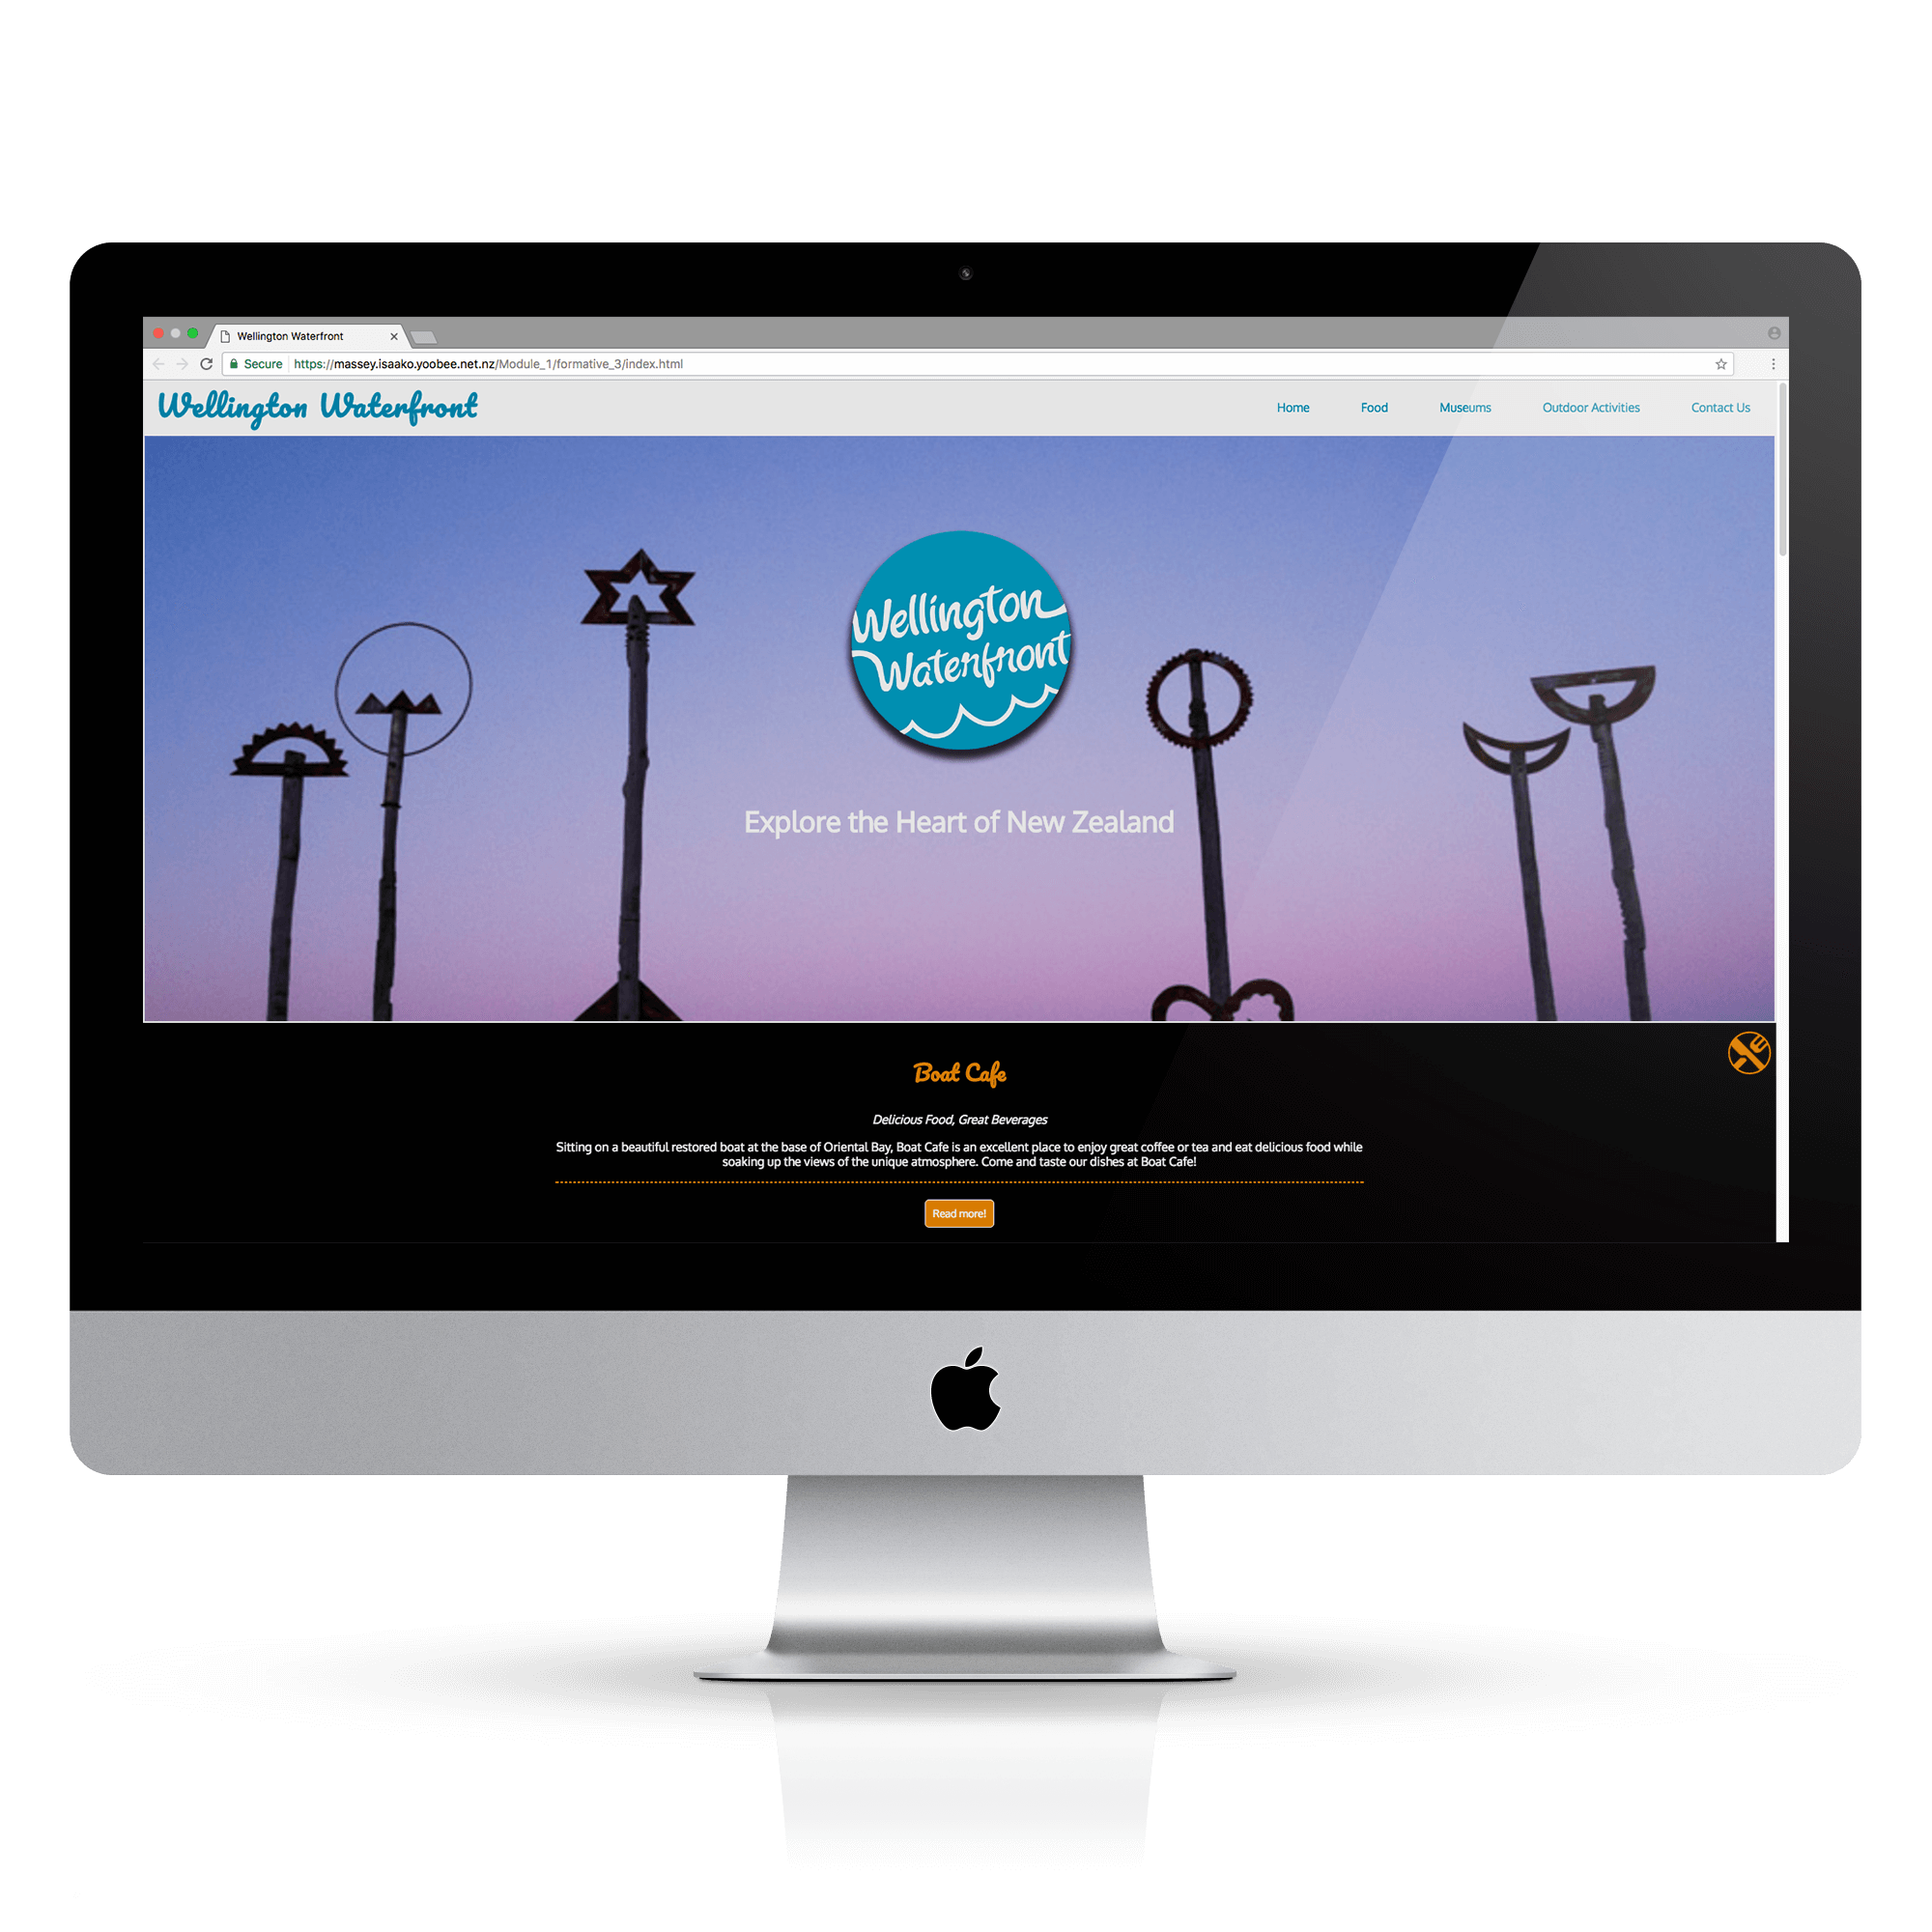 Wellington Waterfront
Secure https://massey.isaako.yoobee.net.nz/Module_1/formative_3/index.html
Wellington Waterfront
Home Food Museums Outdoor Activities Contact Us
Wellington
Waterfront
Explore the Heart of New Zealand
Boat Cafe
Delicious Food, Great Beverages
Sitting on a beautiful restored boat at the base of Oriental Bay, Boat Cafe is an excellent place to enjoy great coffee or tea and eat delicious food while
soaking up the views of the unique atmosphere. Come and taste our dishes at Boat Cafe!
Read more!